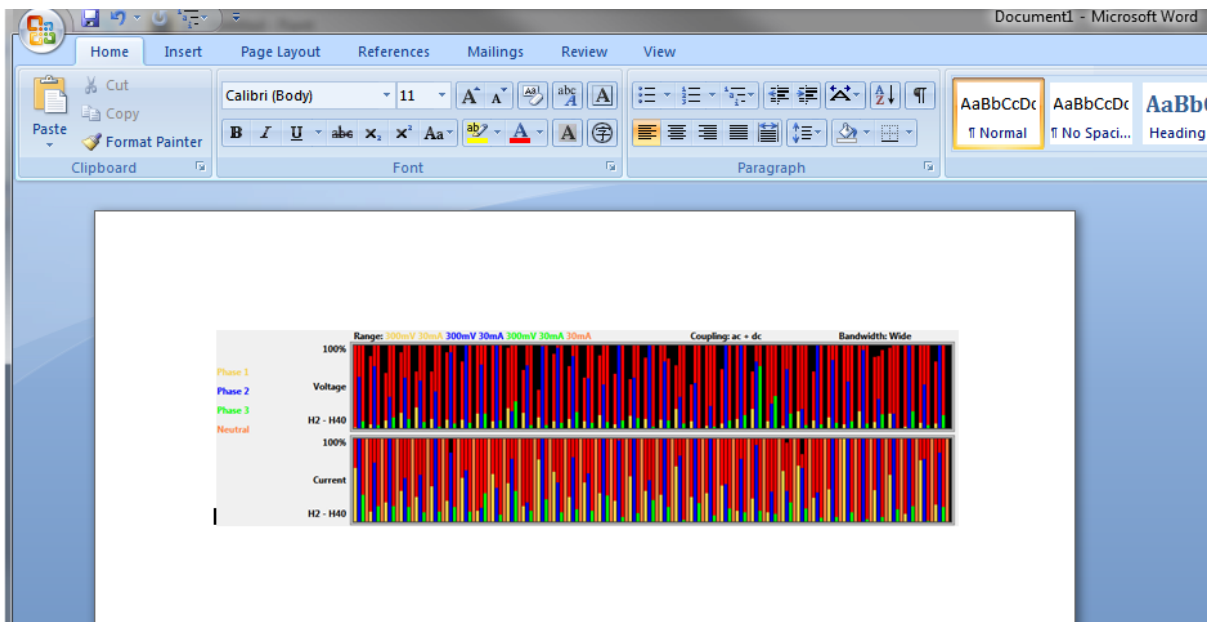 Document1 - Microsoft Word
Home Insert Page Layout References Mailings Review View
Paste
Cut
Copy
Format Painter
Clipboard
Calibri (Body) 11
Font
Paragraph
AaBbCcDc AaBbCcDc AaBb
¶ Normal ¶ No Spaci... Heading
Range: 300mV 30mA 300mV 30mA 300mV 30mA 30mA Coupling: ac + dc Bandwidth: Wide
100%
Phase 1
Phase 2
Phase 3
Neutral
Voltage
H2 - H40
100%
Current
H2 - H40